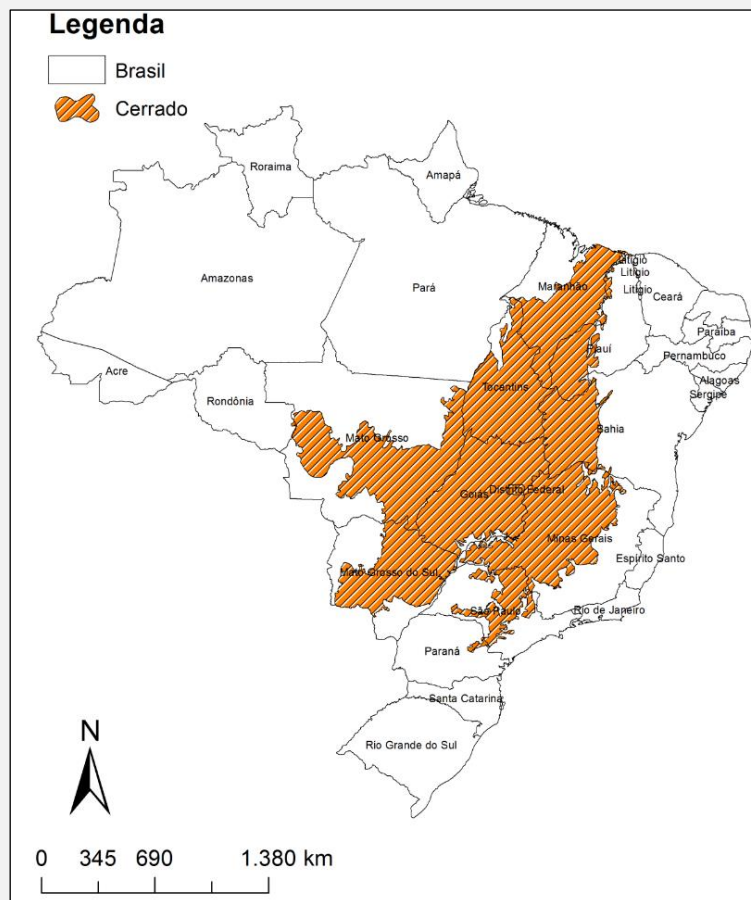 Legenda
Brasil
Cerrado
Roraima
Amapá
Amazonas
Pará
Maranhão
Litígio
Litígio
Litígio
Ceará
Paraíba
Piauí
Pernambuco
Acre
Tocantins
Alagoas
Sergipe
Rondônia
Mato Grosso
Bahia
Goiás
Distrito Federal
Minas Gerais
Espírito Santo
Mato Grosso do Sul
São Paulo
Rio de Janeiro
Paraná
Santa Catarina
Rio Grande do Sul
N
0 345 690 1.380 km